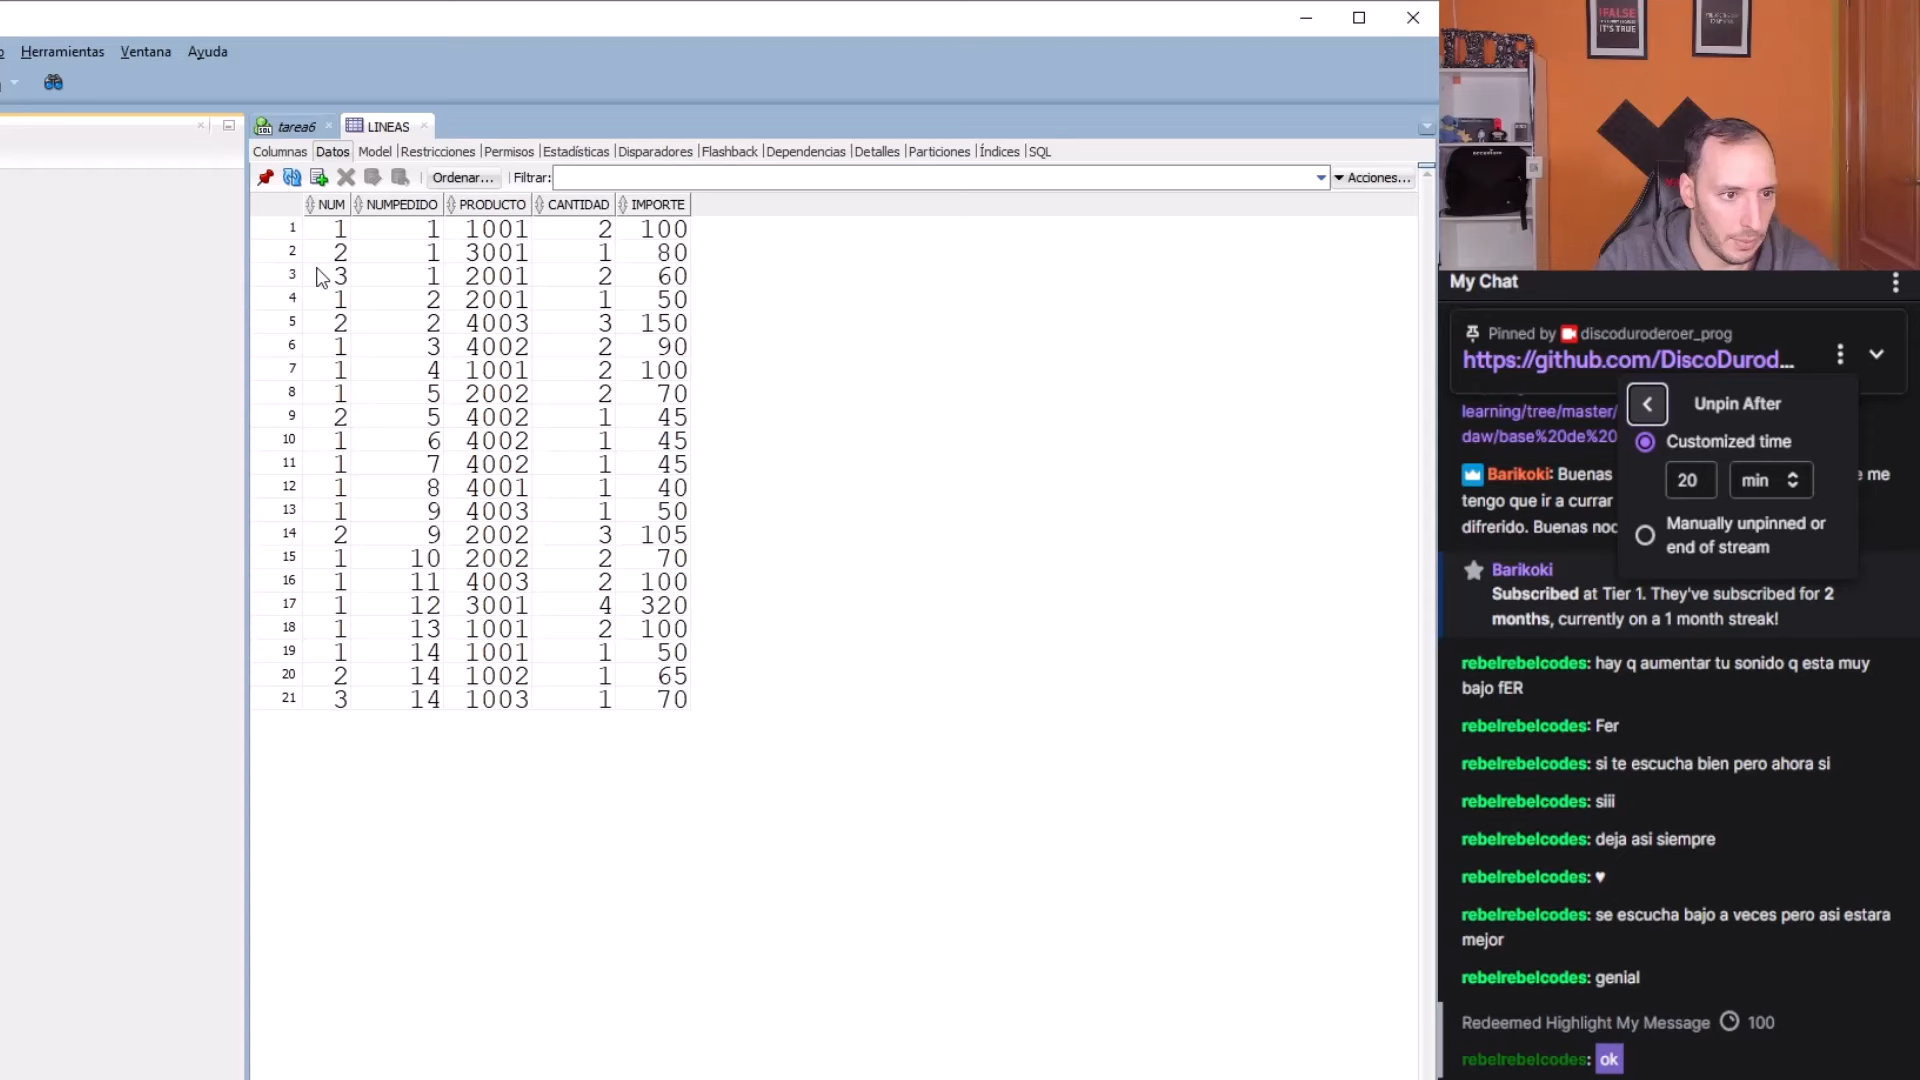 Herramientas Ventana Ayuda
tarea6
LINEAS
Columnas Datos Model Restricciones Permisos Estadísticas Disparadores Flashback Dependencias Detalles Particiones Índices SQL
Ordenar... Filtrar: Acciones...
NUM NUMPEDIDO PRODUCTO CANTIDAD IMPORTE
1 1 1 1001 2 100
2 2 1 3001 1 80
3 3 1 2001 2 60
4 1 2 2001 1 50
5 2 2 4003 3 150
6 1 3 4002 2 90
7 1 4 1001 2 100
8 1 5 2002 2 70
9 2 5 4002 1 45
10 1 6 4002 1 45
11 1 7 4002 1 45
12 1 8 4001 1 40
13 1 9 4003 1 50
14 2 9 2002 3 105
15 1 10 2002 2 70
16 1 11 4003 2 100
17 1 12 3001 4 320
18 1 13 1001 2 100
19 1 14 1001 1 50
20 2 14 1002 1 65
21 3 14 1003 1 70
!FALSE
IT'S TRUE
My Chat
Pinned by discoduroderoer_prog
https://github.com/DiscoDurod...
learning/tree/master/
daw/base%20de%20
Unpin After
Customized time
20 min
Manually unpinned or
end of stream
Barikoki: Buenas e me
tengo que ir a currar
difrerido. Buenas noc
Barikoki
Subscribed at Tier 1. They've subscribed for 2
months, currently on a 1 month streak!
rebelrebelcodes: hay q aumentar tu sonido q esta muy
bajo fER
rebelrebelcodes: Fer
rebelrebelcodes: si te escucha bien pero ahora si
rebelrebelcodes: siii
rebelrebelcodes: deja asi siempre
rebelrebelcodes: ♥
rebelrebelcodes: se escucha bajo a veces pero asi estara
mejor
rebelrebelcodes: genial
Redeemed Highlight My Message 100
rebelrebelcodes: ok